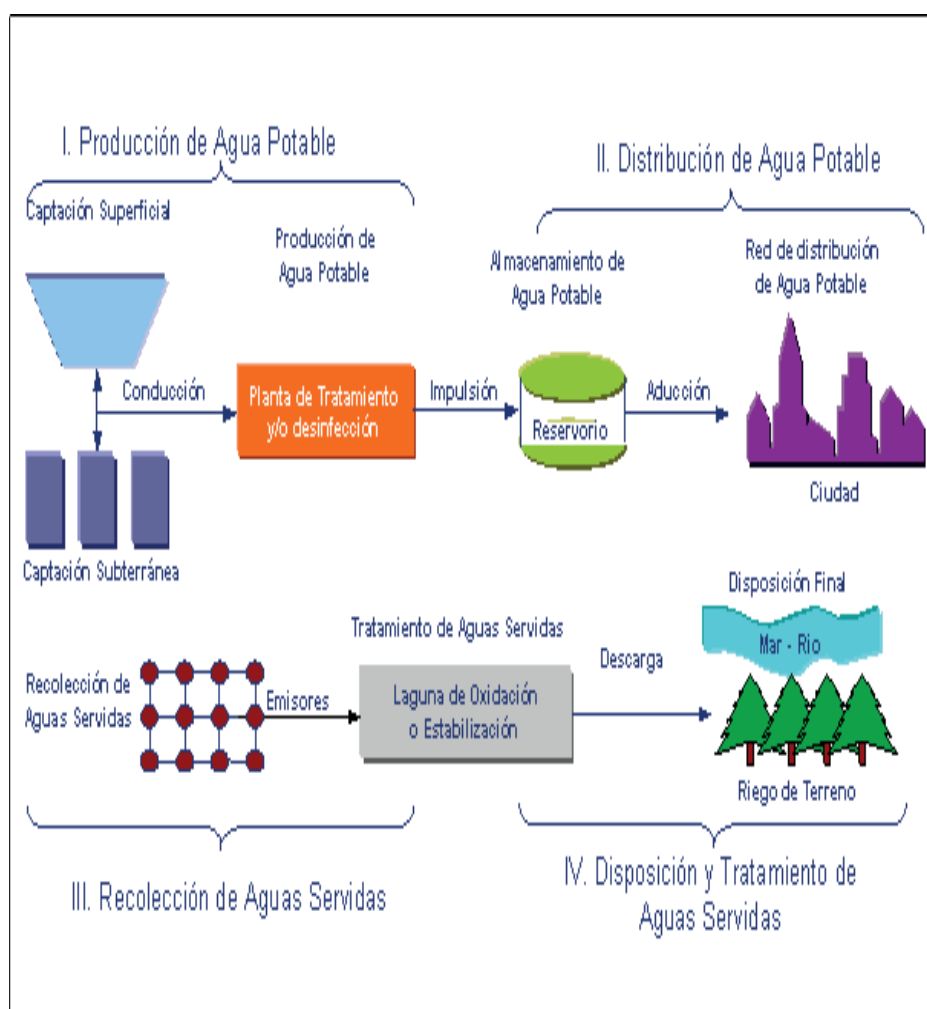 I. Producción de Agua Potable
II. Distribución de Agua Potable
Captación Superficial
Producción de
Agua Potable
Almacenamiento de
Agua Potable
Red de distribución
de Agua Potable
Conducción
Planta de Tratamiento
y/o desinfección
Impulsión
Reservorio
Aducción
Ciudad
Captación Subterránea
Disposición Final
Tratamiento de Aguas Servidas
Mar - Rio
Descarga
Recolección de
Aguas Servidas
Emisores
Laguna de Oxidación
o Estabilización
Riego de Terreno
III. Recolección de Aguas Servidas
IV. Disposición y Tratamiento de
Aguas Servidas